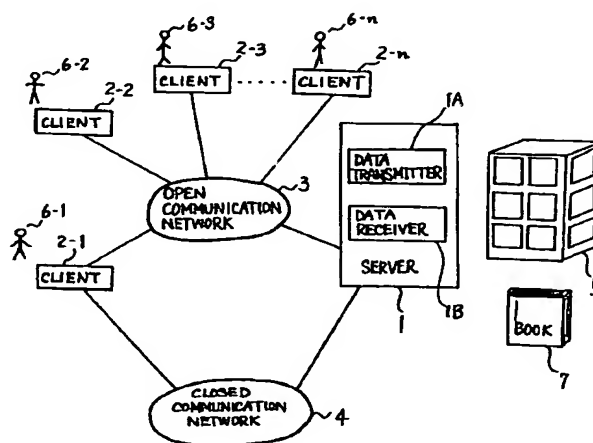 6-3
6-n
6-2
2-3
2-n
CLIENT
CLIENT
2-2
CLIENT
1A
DATA
TRANSMITTER
3
OPEN
COMMUNICATION
NETWORK
6-1
2-1
DATA
RECEIVER
CLIENT
SERVER
1
1B
BOOK
7
CLOSED
COMMUNICATION
NETWORK
4